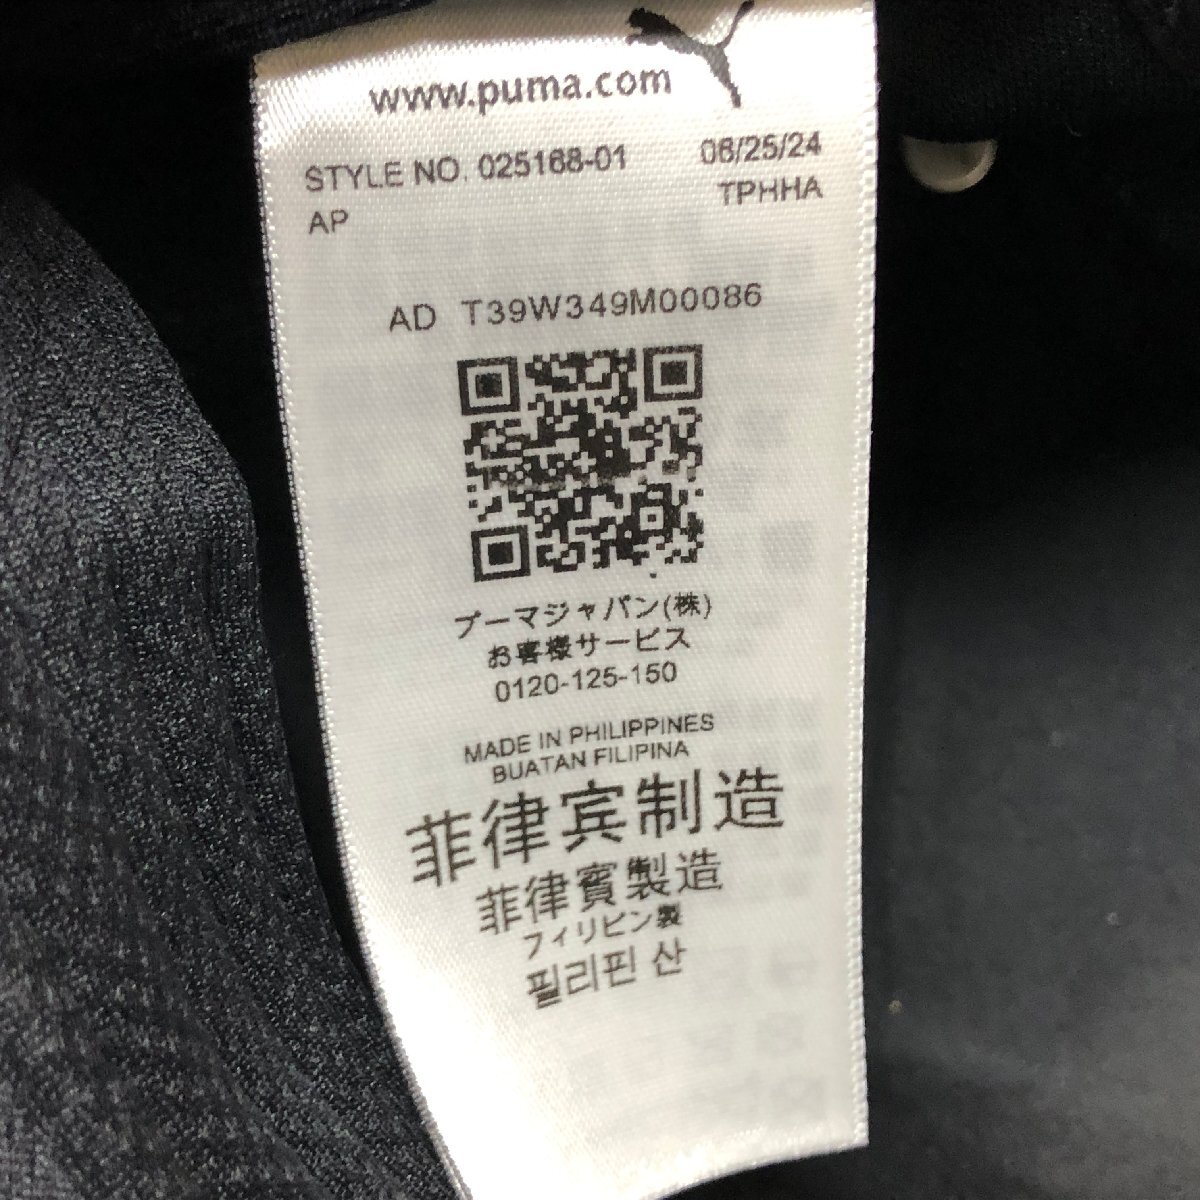 www.puma.com
STYLE NO. 025168-01 06/25/24
AP TPHHA
AD T39W349M00086
プーマジャパン(株)
お客様サービス
0120-125-150
MADE IN PHILIPPINES
BUATAN FILIPINA
菲律宾制造
菲律賓製造
フィリピン製
필리핀 산